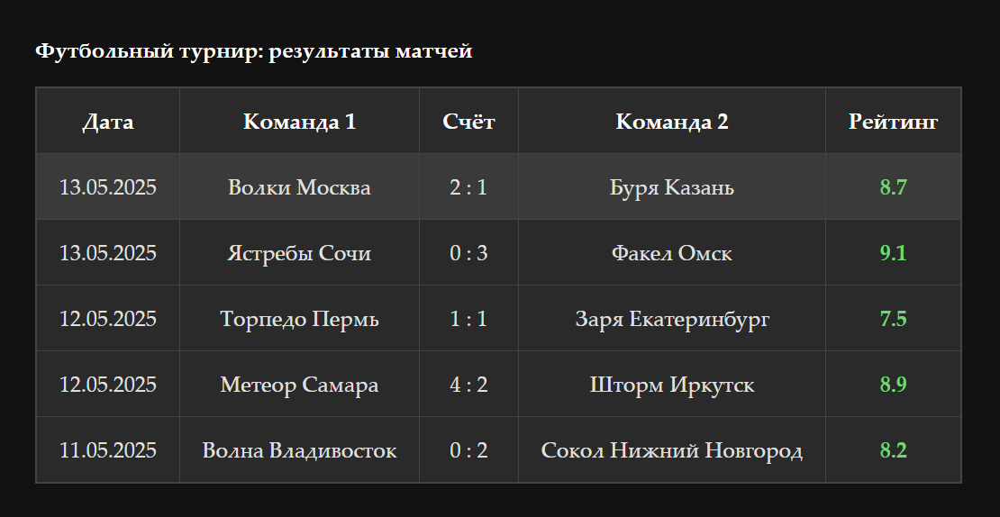 Футбольный турнир: результаты матчей
Дата Команда 1 Счёт Команда 2 Рейтинг
13.05.2025 Волки Москва 2 : 1 Буря Казань 8.7
13.05.2025 Ястребы Сочи 0 : 3 Факел Омск 9.1
12.05.2025 Торпедо Пермь 1 : 1 Заря Екатеринбург 7.5
12.05.2025 Метеор Самара 4 : 2 Шторм Иркутск 8.9
11.05.2025 Волна Владивосток 0 : 2 Сокол Нижний Новгород 8.2